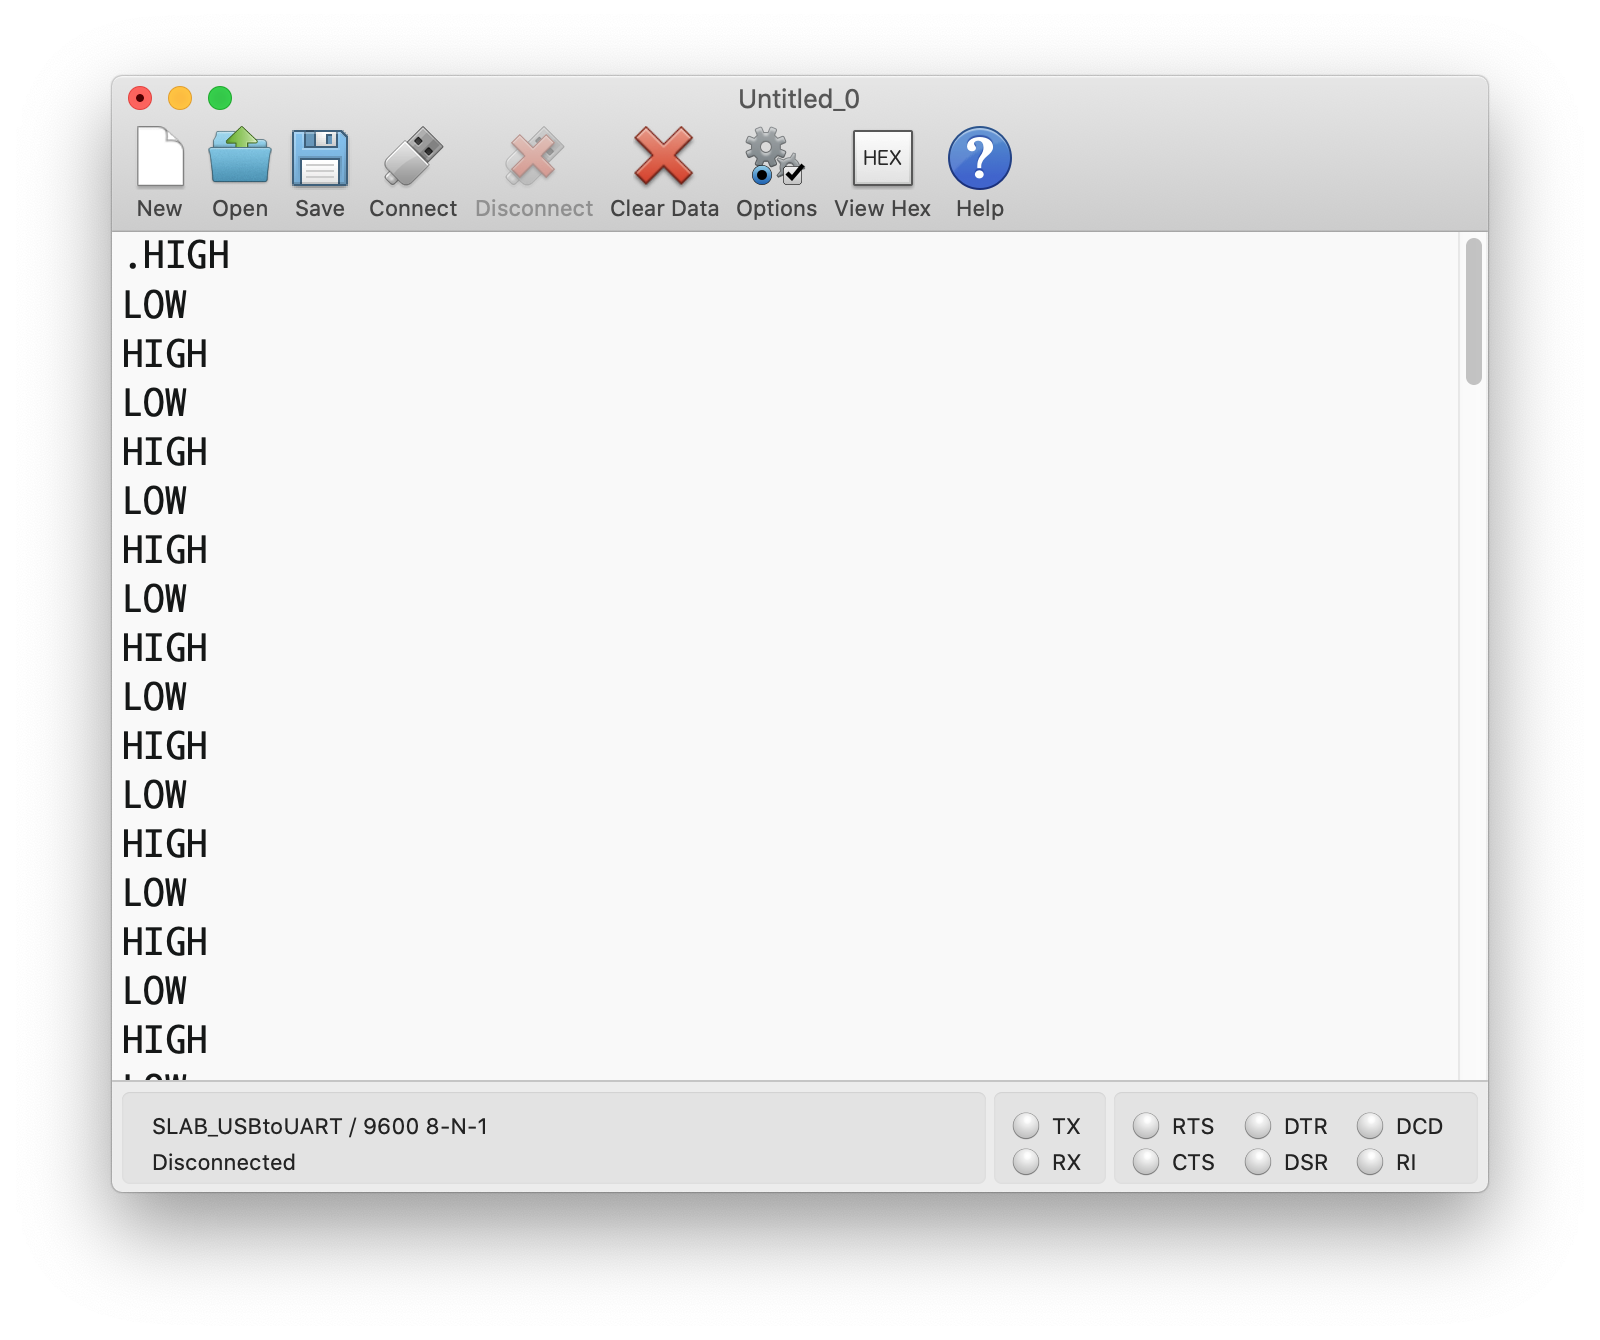 Untitled_0
New Open Save Connect Disconnect Clear Data Options HEX View Hex ? Help
.HIGH
LOW
HIGH
LOW
HIGH
LOW
HIGH
LOW
HIGH
LOW
HIGH
LOW
HIGH
LOW
HIGH
LOW
HIGH
LOW
SLAB_USBtoUART / 9600 8-N-1
Disconnected
TX RTS DTR DCD
RX CTS DSR RI